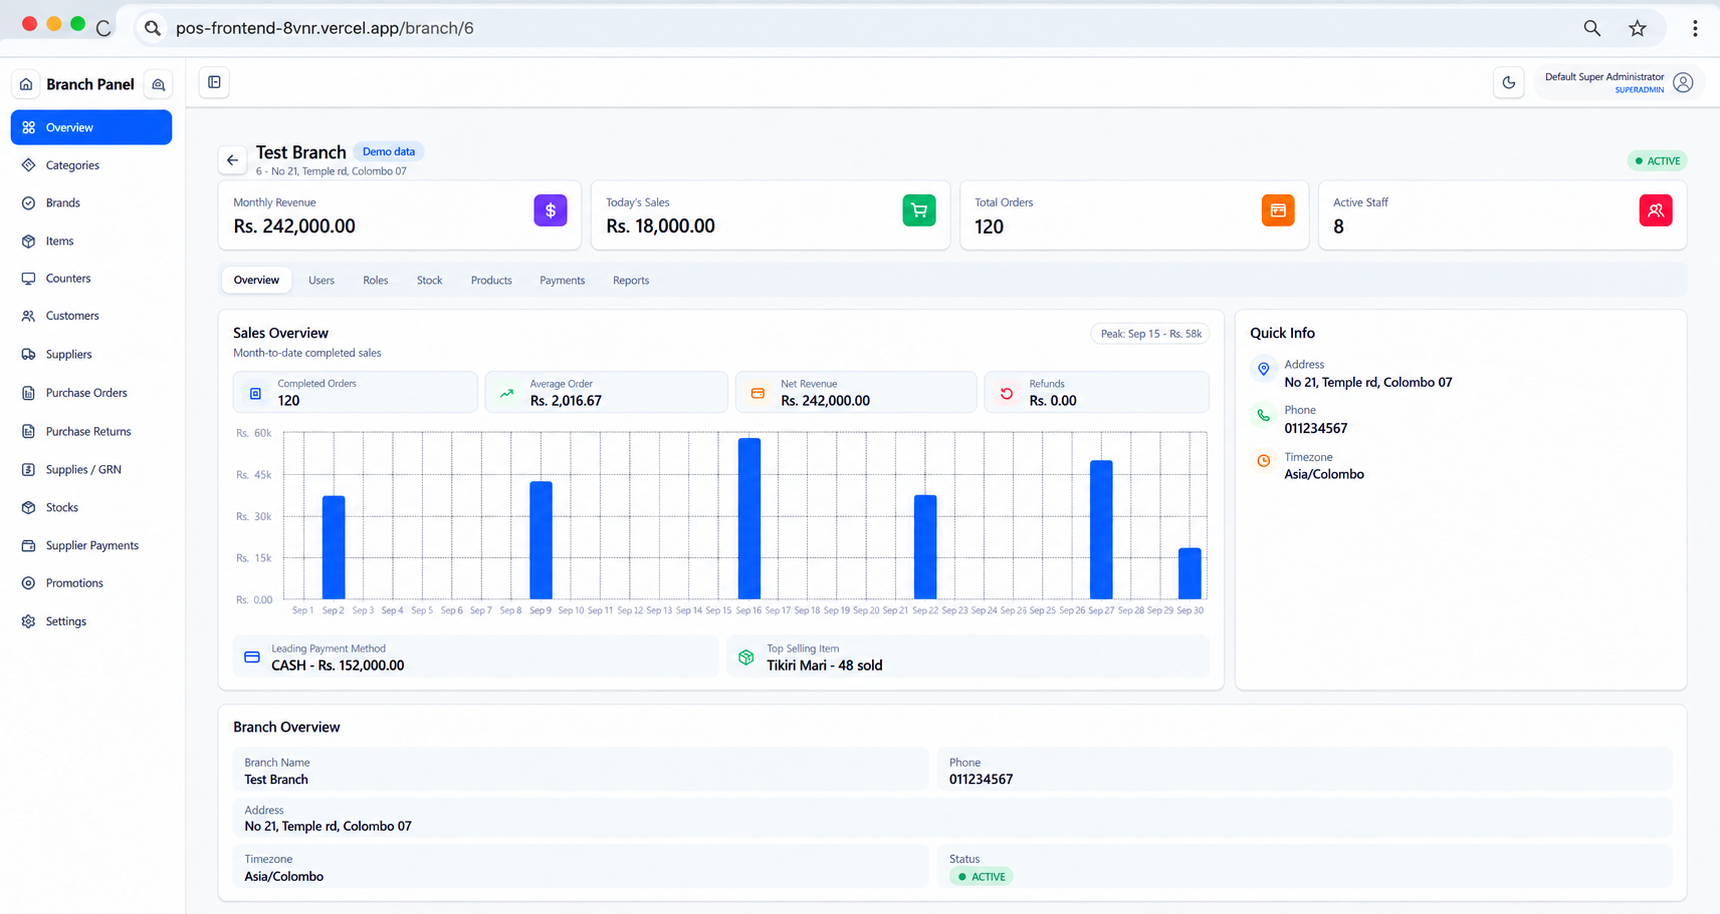 pos-frontend-8vnr.vercel.app/branch/6
Branch Panel
Default Super Administrator
SUPERADMIN
Overview
Categories
Brands
Items
Counters
Customers
Suppliers
Purchase Orders
Purchase Returns
Supplies / GRN
Stocks
Supplier Payments
Promotions
Settings
Test Branch Demo data
6 - No 21, Temple rd, Colombo 07
ACTIVE
Monthly Revenue
Rs. 242,000.00
Today's Sales
Rs. 18,000.00
Total Orders
120
Active Staff
8
Overview Users Roles Stock Products Payments Reports
Sales Overview
Month-to-date completed sales
Peak: Sep 15 - Rs. 58k
Completed Orders
120
Average Order
Rs. 2,016.67
Net Revenue
Rs. 242,000.00
Refunds
Rs. 0.00
Rs. 60k
Rs. 45k
Rs. 30k
Rs. 15k
Rs. 0.00
Sep 1 Sep 2 Sep 3 Sep 4 Sep 5 Sep 6 Sep 7 Sep 8 Sep 9 Sep 10 Sep 11 Sep 12 Sep 13 Sep 14 Sep 15 Sep 16 Sep 17 Sep 18 Sep 19 Sep 20 Sep 21 Sep 22 Sep 23 Sep 24 Sep 25 Sep 26 Sep 27 Sep 28 Sep 29 Sep 30
Leading Payment Method
CASH - Rs. 152,000.00
Top Selling Item
Tikiri Mari - 48 sold
Quick Info
Address
No 21, Temple rd, Colombo 07
Phone
011234567
Timezone
Asia/Colombo
Branch Overview
Branch Name
Test Branch
Phone
011234567
Address
No 21, Temple rd, Colombo 07
Timezone
Asia/Colombo
Status
ACTIVE